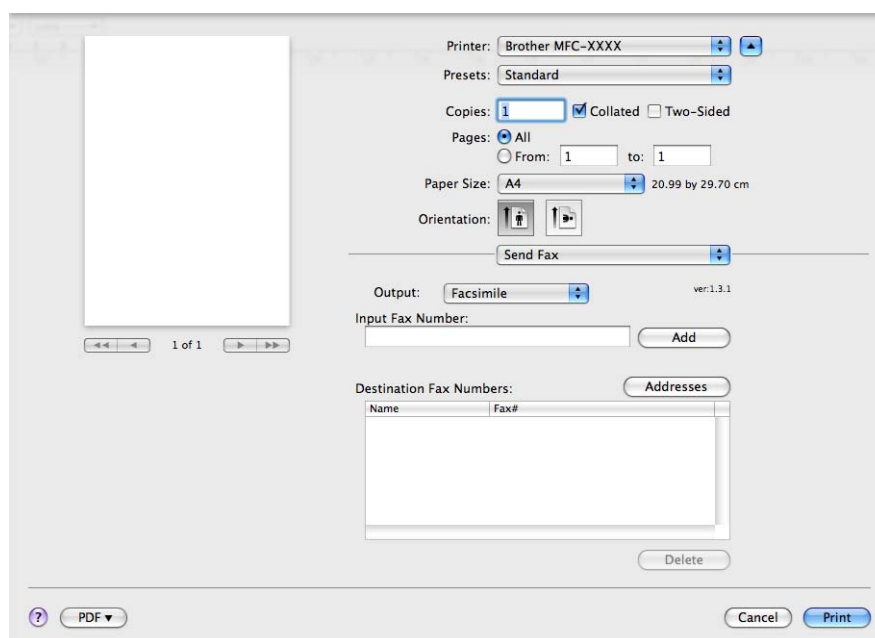 Printer: Brother MFC-XXXX
Presets: Standard
Copies: 1 Collated Two-Sided
Pages: All
From: 1 to: 1
Paper Size: A4 20.99 by 29.70 cm
Orientation:
Send Fax
Output: Facsimile ver:1.3.1
Input Fax Number:
Add
1 of 1
Destination Fax Numbers: Addresses
Name Fax#
Delete
? PDF▼ Cancel Print